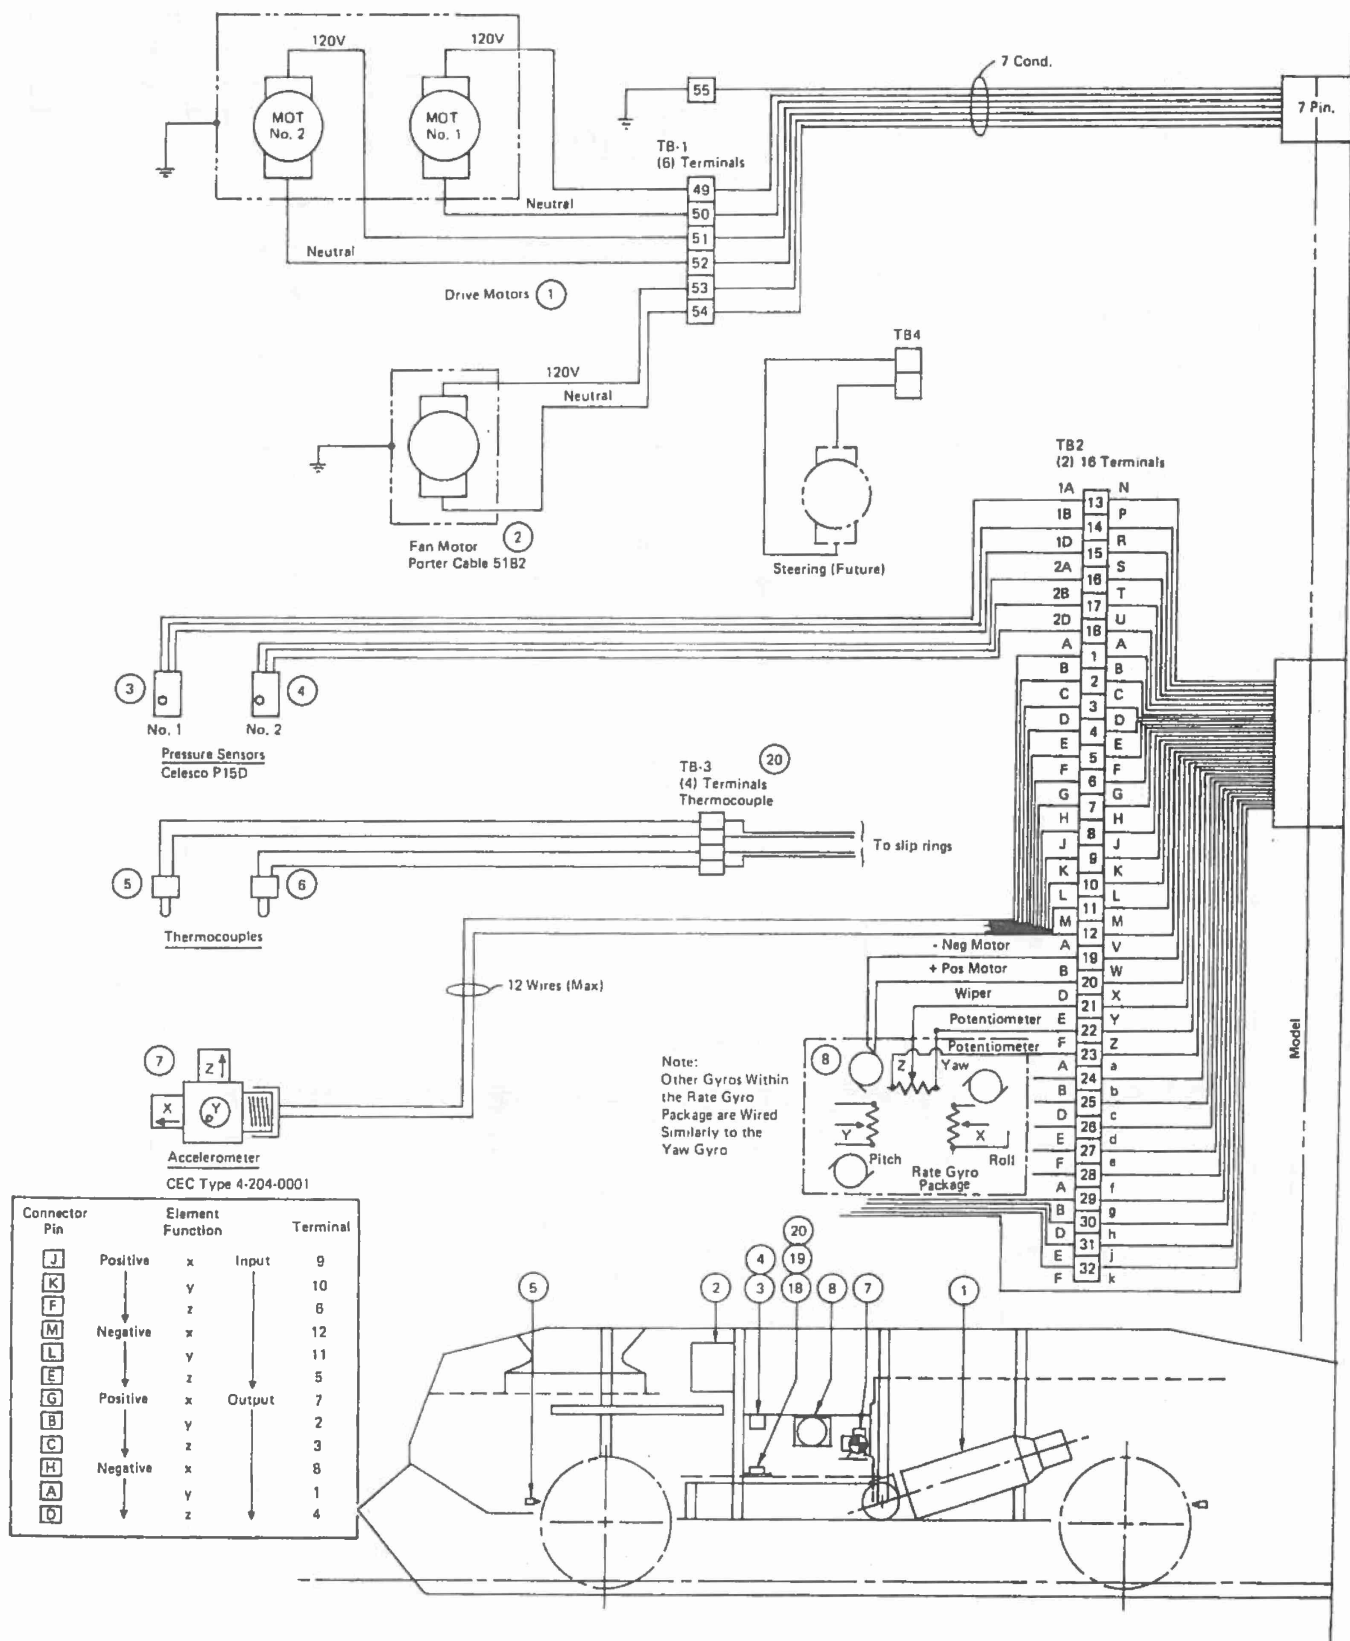 120V
120V
7 Cond.
MOT
No. 2
MOT
No. 1
55
7 Pin.
TB-1
(6) Terminals
49
50
51
52
53
54
Neutral
Neutral
Drive Motors 1
TB4
120V
Neutral
Fan Motor
Porter Cable 5182
2
Steering (Future)
TB2
(2) 16 Terminals
1A 13 N
1B 14 P
1D 15 R
2A 16 S
2B 17 T
2D 18 U
A 1 A
B 2 B
C 3 C
D 4 D
E 5 E
F 6 F
G 7 G
H 8 H
J 9 J
K 10 K
L 11 L
M 12 M
- Neg Motor A 19 V
+ Pos Motor B 20 W
Wiper D 21 X
Potentiometer E 22 Y
Potentiometer F 23 Z
A 24 a
B 25 b
D 26 c
E 27 d
F 28 e
A 29 f
B 30 g
D 31 h
E 32 j
F k
3
No. 1
4
No. 2
Pressure Sensors
Celesco P15D
TB-3
(4) Terminals
Thermocouple
20
To slip rings
5
6
Thermocouples
12 Wires (Max)
7
Z
X
Y
Accelerometer
CEC Type 4-204-0001
Note:
Other Gyros Within
the Rate Gyro
Package are Wired
Similarly to the
Yaw Gyro
8
Z
Yaw
Y
X
Pitch
Roll
Rate Gyro
Package
Model
Connector
Pin
Element
Function
Terminal
J Positive x Input 9
K y 10
F z 6
M Negative x 12
L y 11
E z 5
G Positive x Output 7
B y 2
C z 3
H Negative x 8
A y 1
D z 4
5
2
4
3
20
19
18
8
7
1